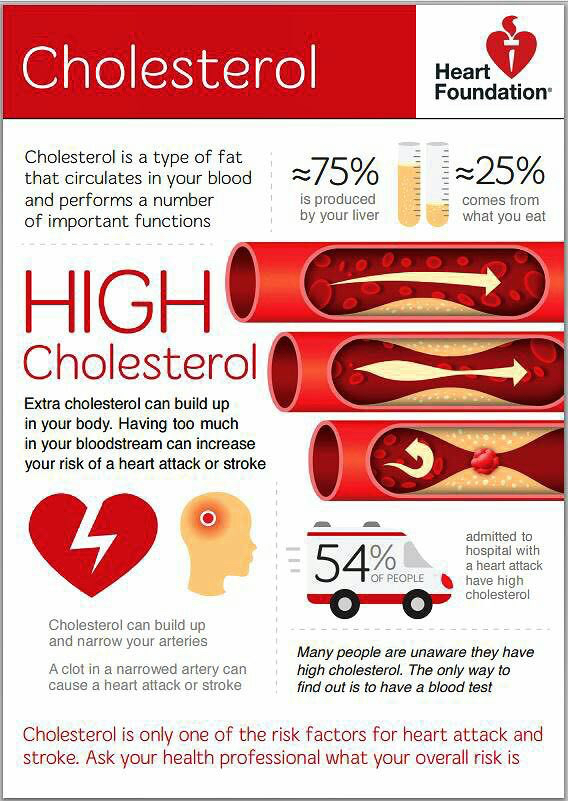 Cholesterol
Heart
Foundation®
Cholesterol is a type of fat
that circulates in your blood
and performs a number
of important functions
≈75%
is produced
by your liver
≈25%
comes from
what you eat
HIGH
Cholesterol
Extra cholesterol can build up
in your body. Having too much
in your bloodstream can increase
your risk of a heart attack or stroke
Cholesterol can build up
and narrow your arteries
A clot in a narrowed artery can
cause a heart attack or stroke
54%
OF PEOPLE
admitted to
hospital with
a heart attack
have high
cholesterol
Many people are unaware they have
high cholesterol. The only way to
find out is to have a blood test
Cholesterol is only one of the risk factors for heart attack and
stroke. Ask your health professional what your overall risk is